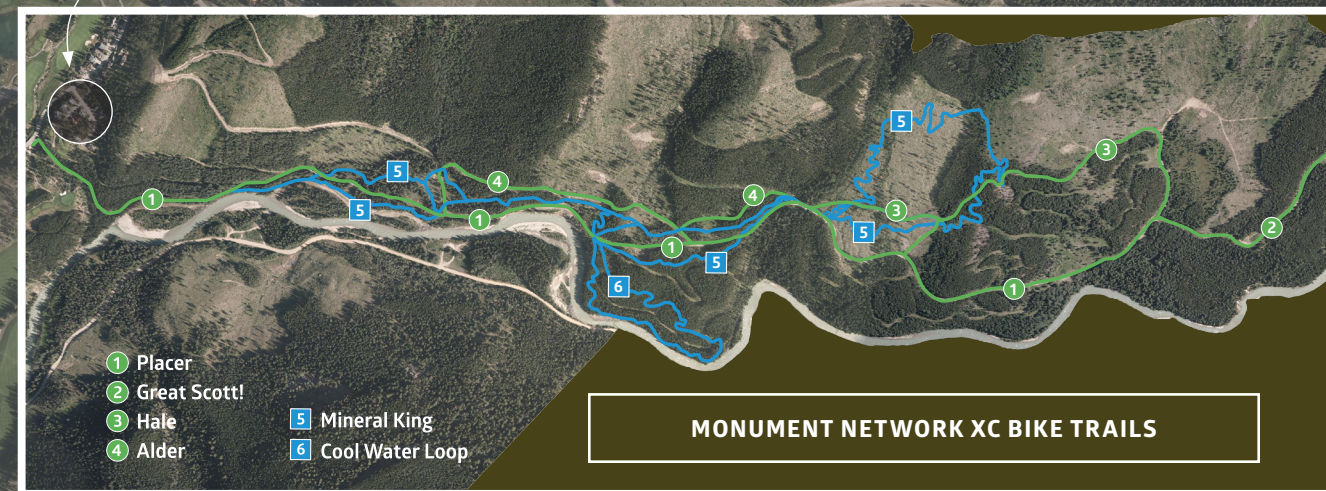 5
5
1
4
1
4
1
5
6
5
3
5
3
1
2
1 Placer
2 Great Scott!
3 Hale
4 Alder
5 Mineral King
6 Cool Water Loop
MONUMENT NETWORK XC BIKE TRAILS